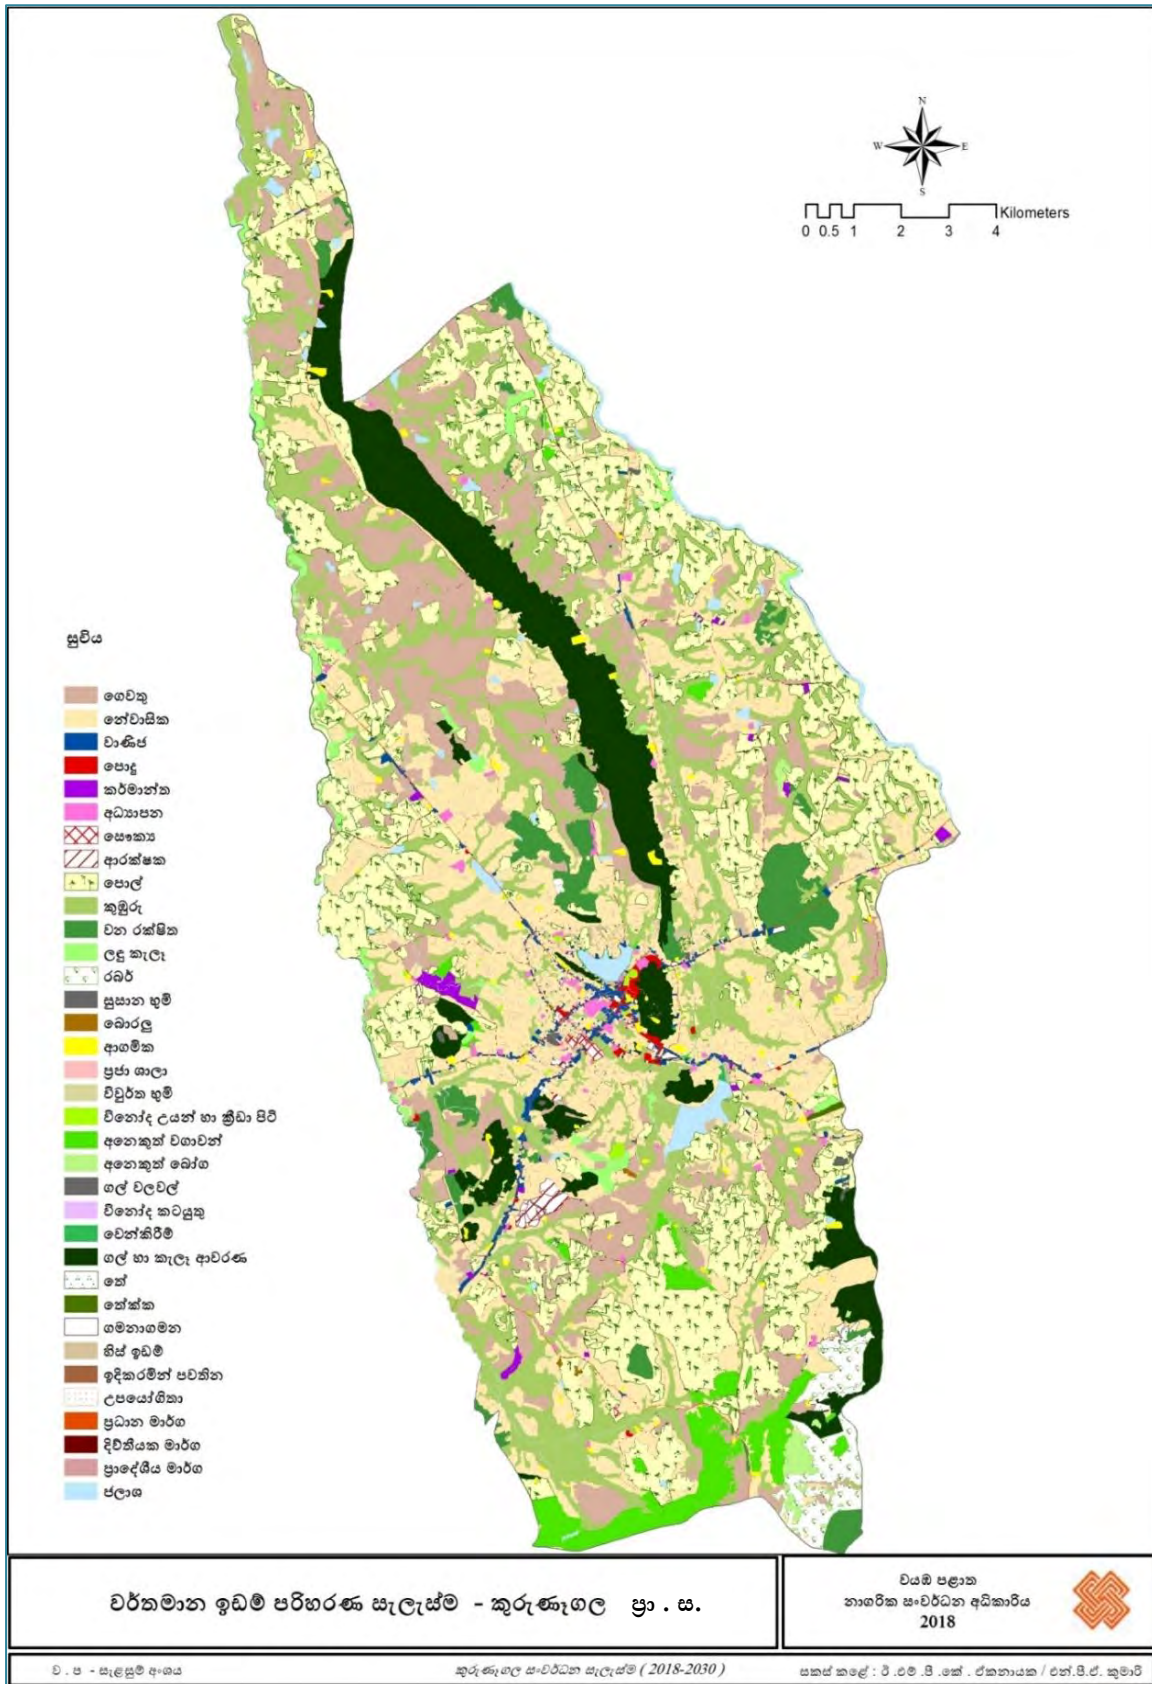 N
W E
S
Kilometers
0 0.5 1 2 3 4
සුචිය
ගෙවතු
නේවාසික
වාණිජ
පොදු
කර්මාන්ත
අධ්‍යාපන
සෞඛ්‍ය
ආරක්ෂක
පොල්
කුඹුරු
වන රක්ෂිත
ලඳු කැලෑ
රබර්
සුසාන භුමි
බොරලු
ආගමික
ප්‍රජා ශාලා
විවුර්ත භුමි
විනෝද උයන් හා ක්‍රීඩා පිටි
අනෙකුත් වගාවන්
අනෙකුත් බෝග
ගල් වලවල්
විනෝද කටයුතු
වෙන්කිරීම්
ගල් හා කැලෑ ආවරණ
තේ
තේක්ක
ගමනාගමන
හිස් ඉඩම්
ඉදිකරමින් පවතින
උපයෝගිතා
ප්‍රධාන මාර්ග
ද්විතීයක මාර්ග
ප්‍රාදේශීය මාර්ග
ජලාශ
වර්තමාන ඉඩම් පරිහරණ සැලැස්ම - කුරුණෑගල ප්‍රා . ස.
වයඹ පළාත
නාගරික සංවර්ධන අධිකාරිය
2018
ව . ප - සැළසුම් අංශය
කුරුණෑගල සංවර්ධන සැලැස්ම ( 2018-2030 )
සකස් කළේ : ඊ .එම් .පී .කේ . ඒකනායක / එන්.පී.ඒ. කුමාරි